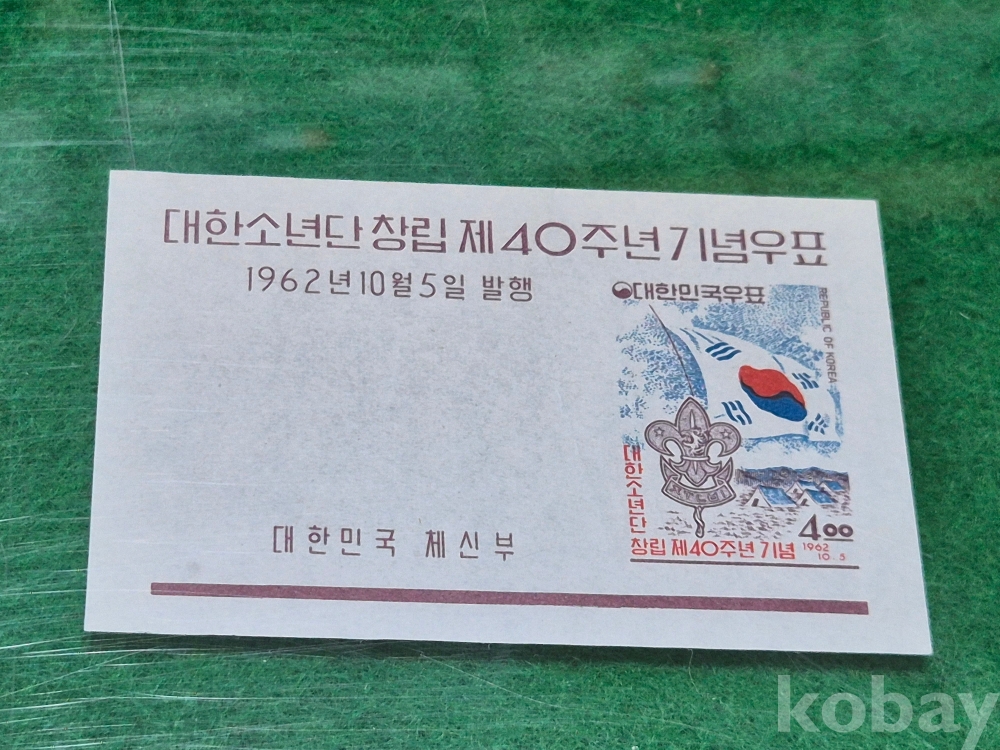 대한소년단 창립 제40주년 기념우표
1962년 10월 5일 발행
대한민국우표
REPUBLIC OF KOREA
대한소년단
창립 제40주년 기념
1962
10.5
4.00
대한민국 체신부
kobay